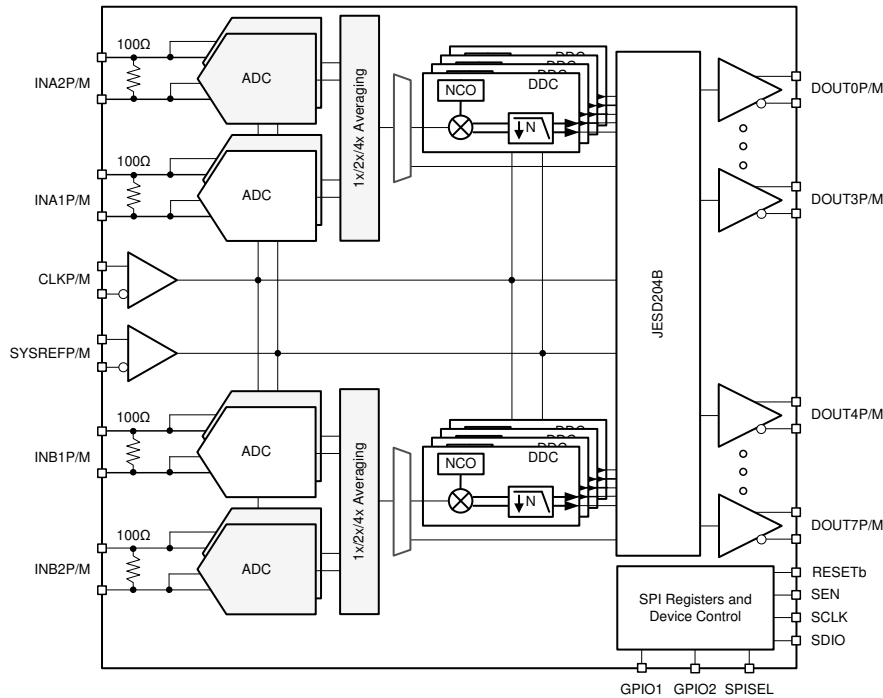 100Ω
INA2P/M
ADC
100Ω
INA1P/M
ADC
1x/2x/4x Averaging
DDC
NCO
N
DOUT0P/M
DOUT3P/M
CLKP/M
SYSREFP/M
JESD204B
100Ω
INB1P/M
ADC
100Ω
INB2P/M
ADC
1x/2x/4x Averaging
DDC
NCO
N
DOUT4P/M
DOUT7P/M
SPI Registers and
Device Control
RESETb
SEN
SCLK
SDIO
GPIO1 GPIO2 SPISEL